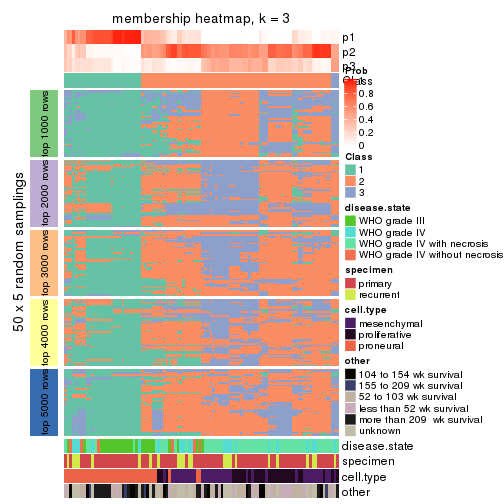 membership heatmap, k = 3
p1
p2
p3
Class
Prob
0.8
0.6
0.4
0.2
0
Class
1
2
3
disease.state
WHO grade III
WHO grade IV
WHO grade IV with necrosis
WHO grade IV without necrosis
specimen
primary
recurrent
cell.type
mesenchymal
proliferative
proneural
other
104 to 154 wk survival
155 to 209 wk survival
52 to 103 wk survival
less than 52 wk survival
more than 209 wk survival
unknown
50 x 5 random samplings
top 1000 rows
top 2000 rows
top 3000 rows
top 4000 rows
top 5000 rows
disease.state
specimen
cell.type
other